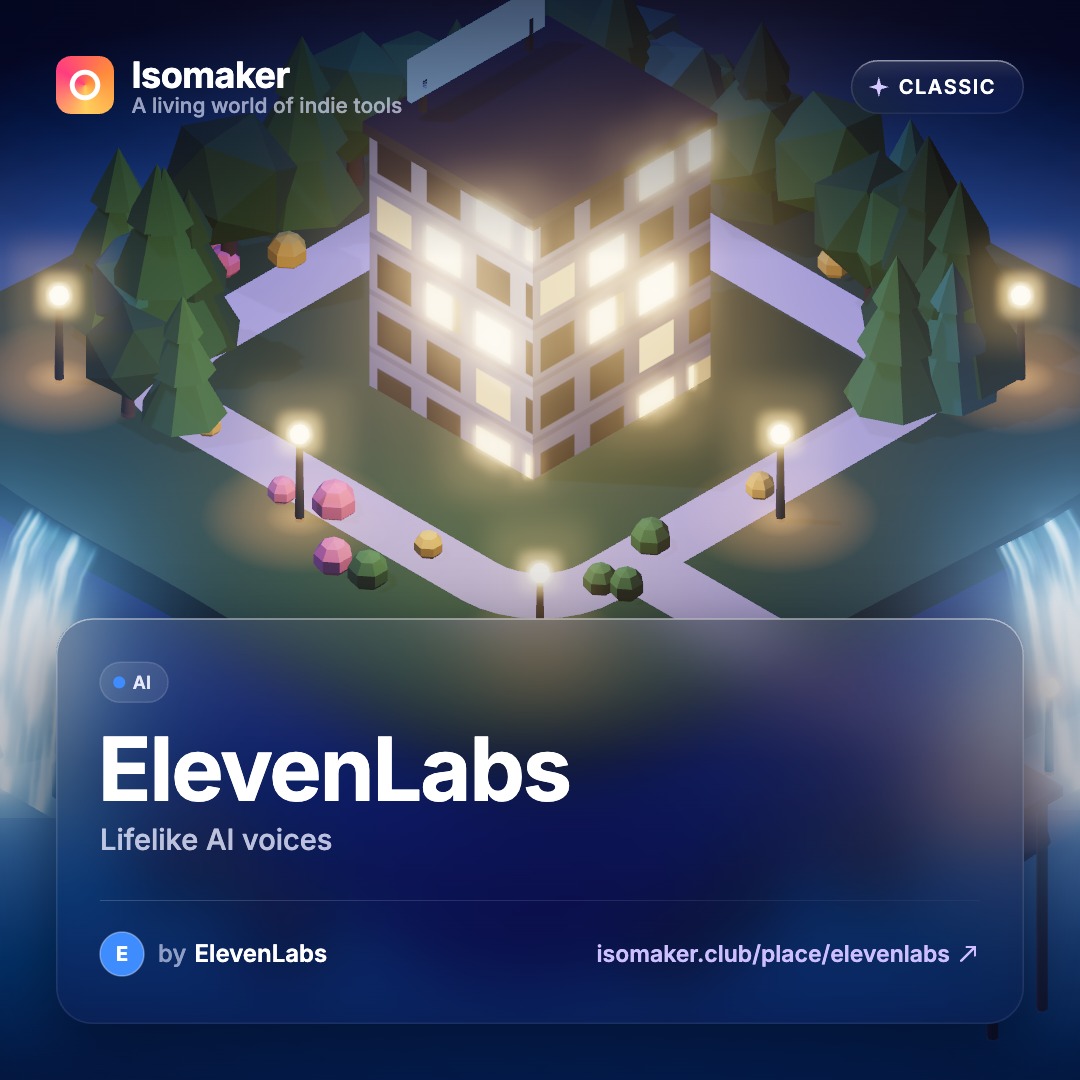 Isomaker
A living world of indie tools
CLASSIC
AI
ElevenLabs
Lifelike AI voices
E
by ElevenLabs
isomaker.club/place/elevenlabs ↗